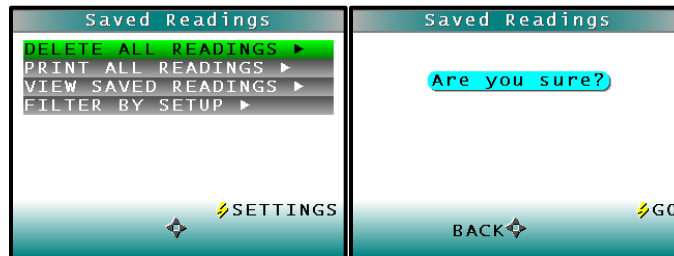 Saved Readings
DELETE ALL READINGS ►
PRINT ALL READINGS ►
VIEW SAVED READINGS ►
FILTER BY SETUP ►
SETTINGS
Saved Readings
Are you sure?
GO
BACK